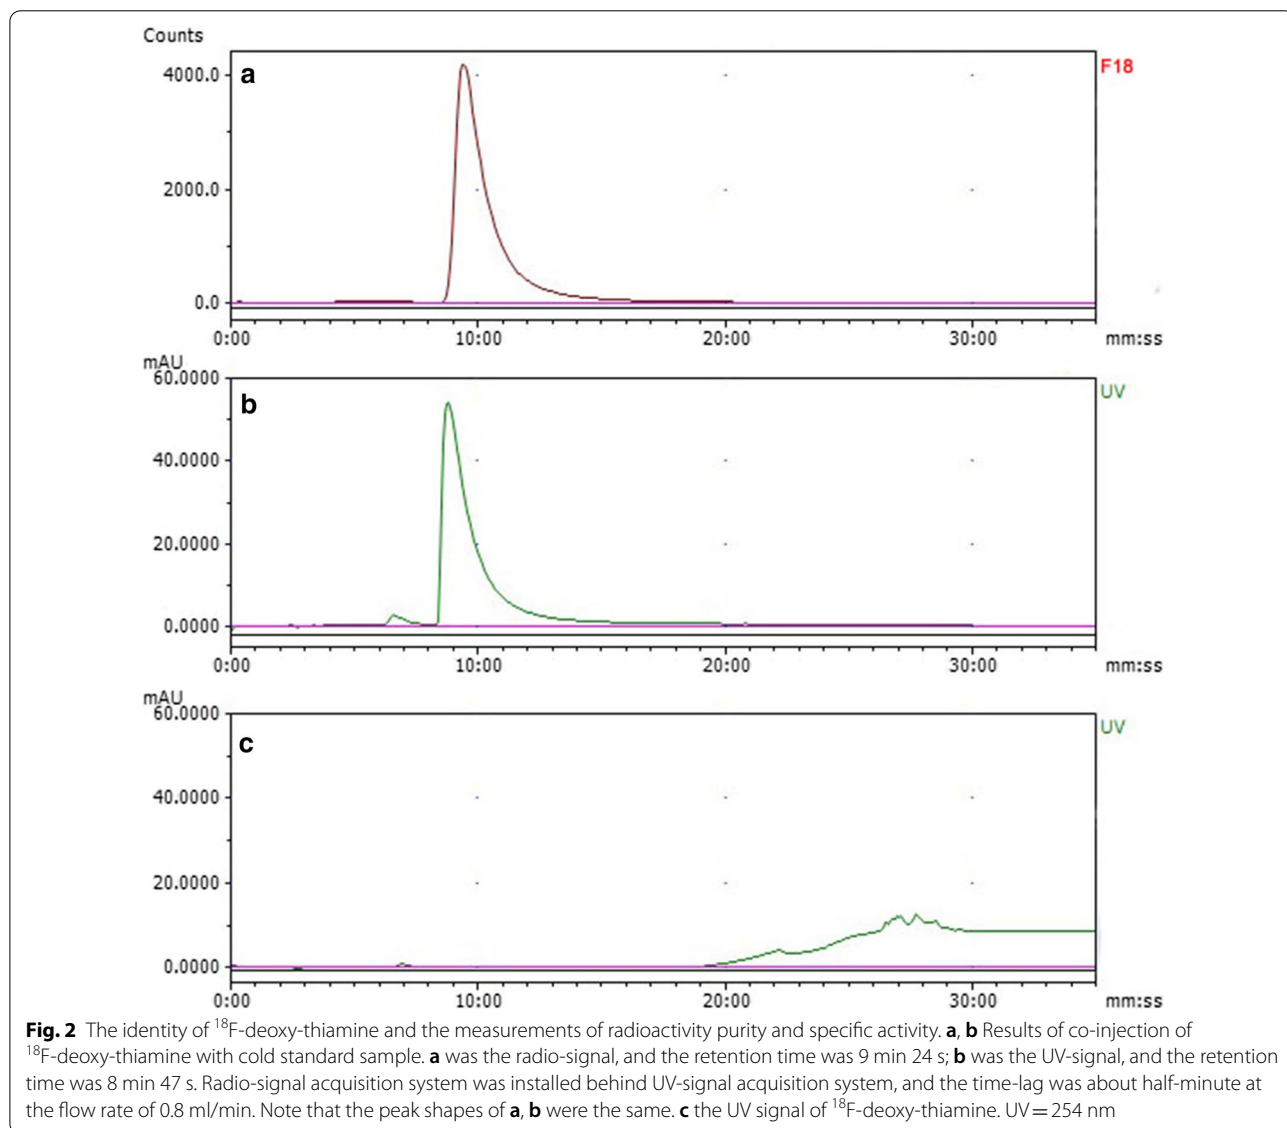 Counts
a
F18
4000.0
2000.0
0.0
0:00 10:00 20:00 30:00 mm:ss
mAU
60.0000
b
UV
40.0000
20.0000
0.0000
0:00 10:00 20:00 30:00 mm:ss
mAU
60.0000
c
UV
40.0000
20.0000
0.0000
0:00 10:00 20:00 30:00 mm:ss
Fig. 2 The identity of ¹⁸F-deoxy-thiamine and the measurements of radioactivity purity and specific activity. a, b Results of co-injection of
¹⁸F-deoxy-thiamine with cold standard sample. a was the radio-signal, and the retention time was 9 min 24 s; b was the UV-signal, and the retention
time was 8 min 47 s. Radio-signal acquisition system was installed behind UV-signal acquisition system, and the time-lag was about half-minute at
the flow rate of 0.8 ml/min. Note that the peak shapes of a, b were the same. c the UV signal of ¹⁸F-deoxy-thiamine. UV = 254 nm